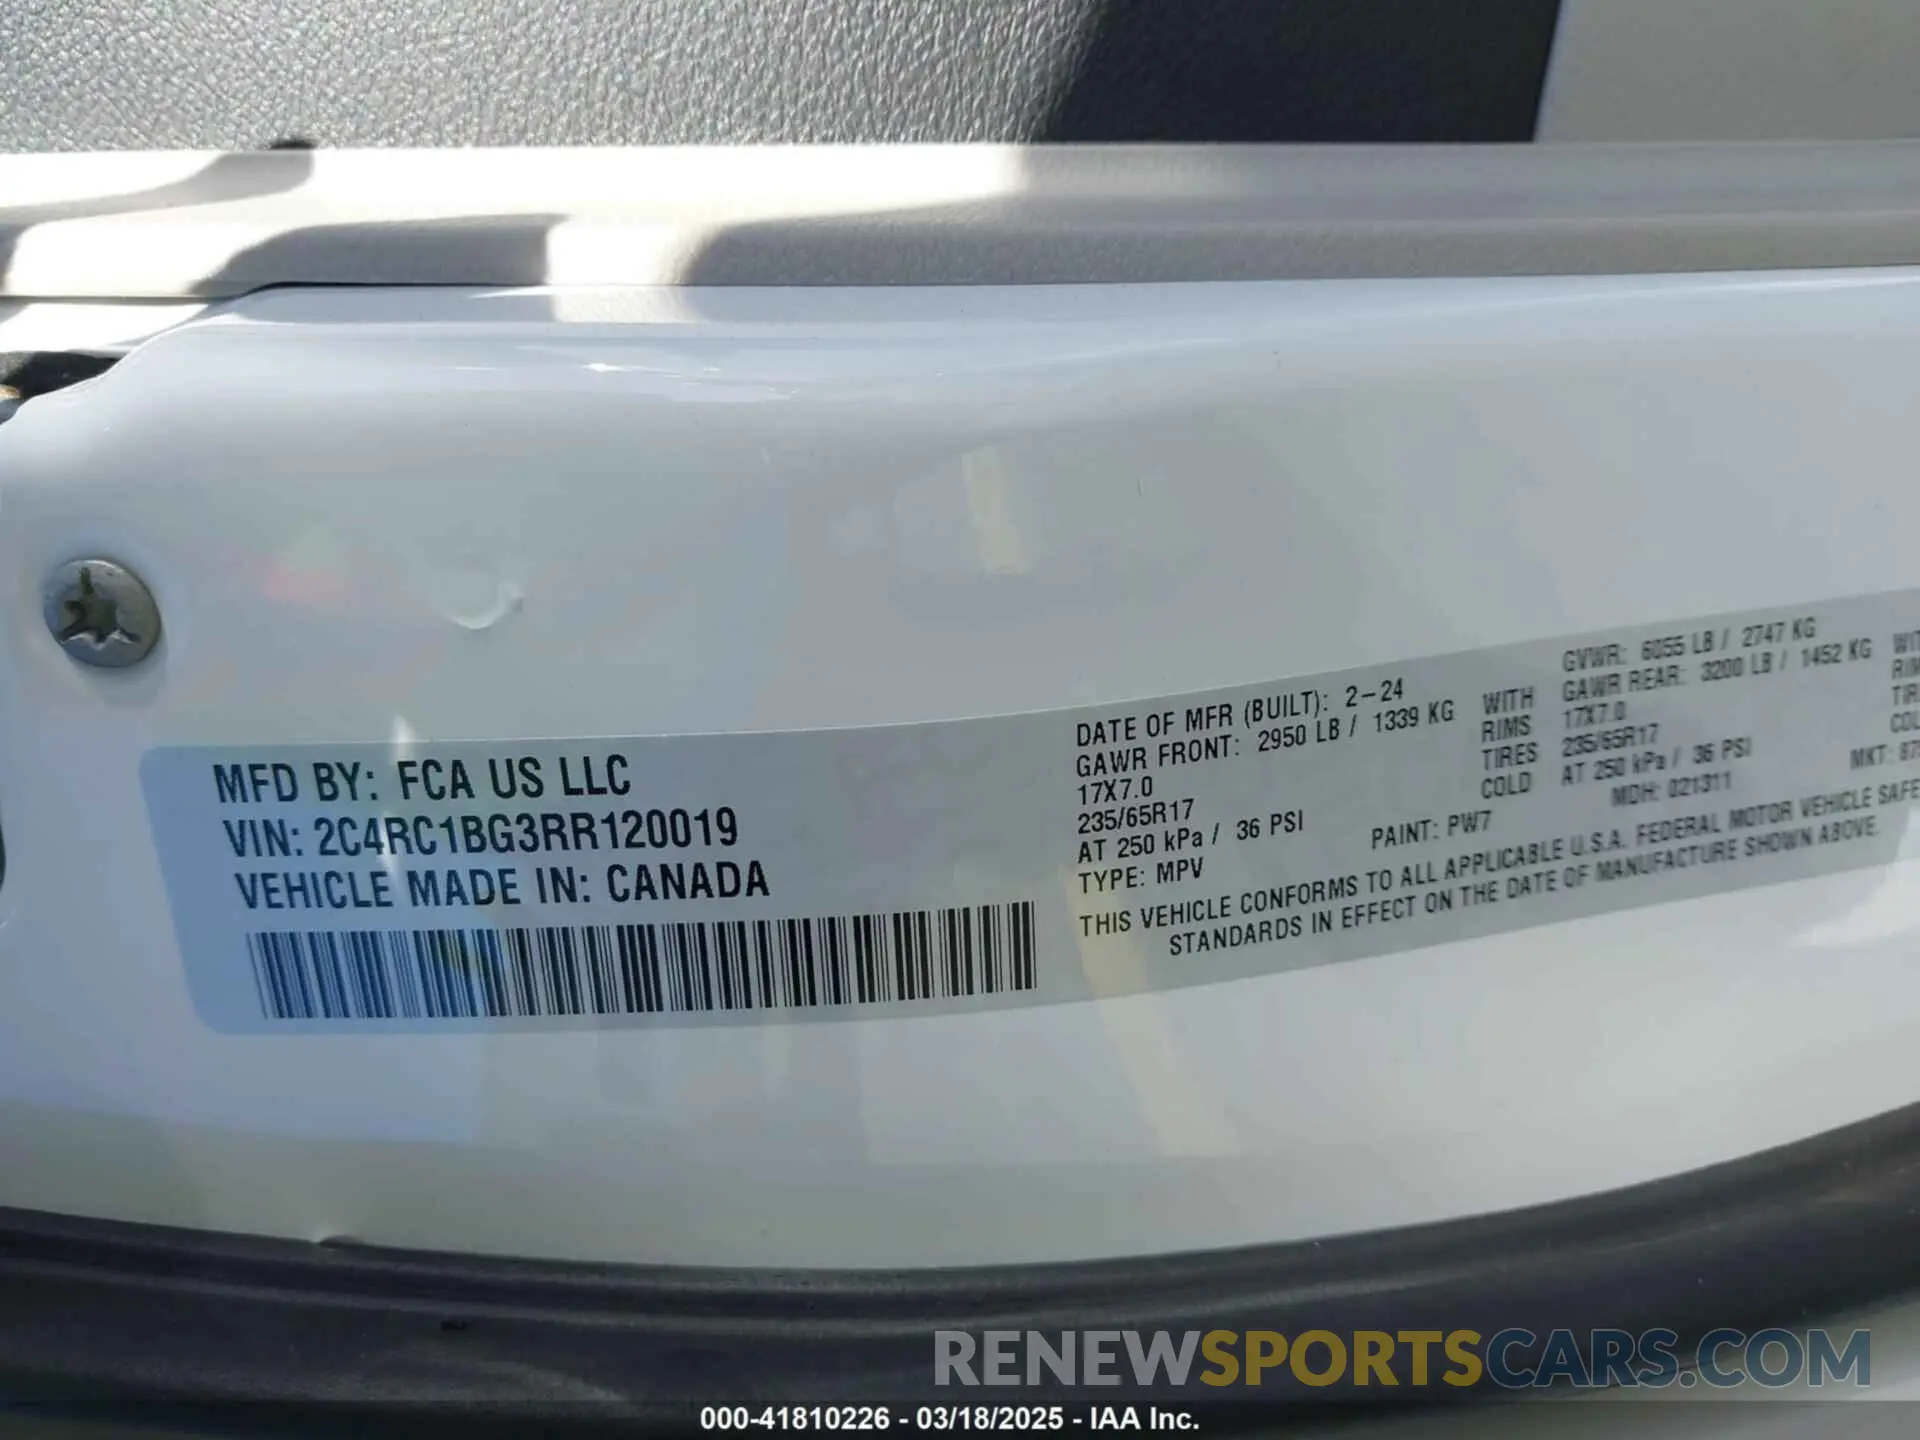 MFD BY: FCA US LLC
VIN: 2C4RC1BG3RR120019
VEHICLE MADE IN: CANADA
DATE OF MFR (BUILT): 2-24
GAWR FRONT: 2950 LB / 1339 KG
17X7.0
235/65R17
AT 250 kPa / 36 PSI
TYPE: MPV
WITH
RIMS
TIRES
COLD
GVWR: 6055 LB / 2747 KG
GAWR REAR: 3200 LB / 1452 KG
17X7.0
235/65R17
AT 250 kPa / 36 PSI
PAINT: PW7
MDH: 021311
MKT:
THIS VEHICLE CONFORMS TO ALL APPLICABLE U.S.A. FEDERAL MOTOR VEHICLE SAFE
STANDARDS IN EFFECT ON THE DATE OF MANUFACTURE SHOWN ABOVE.
RENEWSPORTSCARS.COM
000-41810226 - 03/18/2025 - IAA Inc.